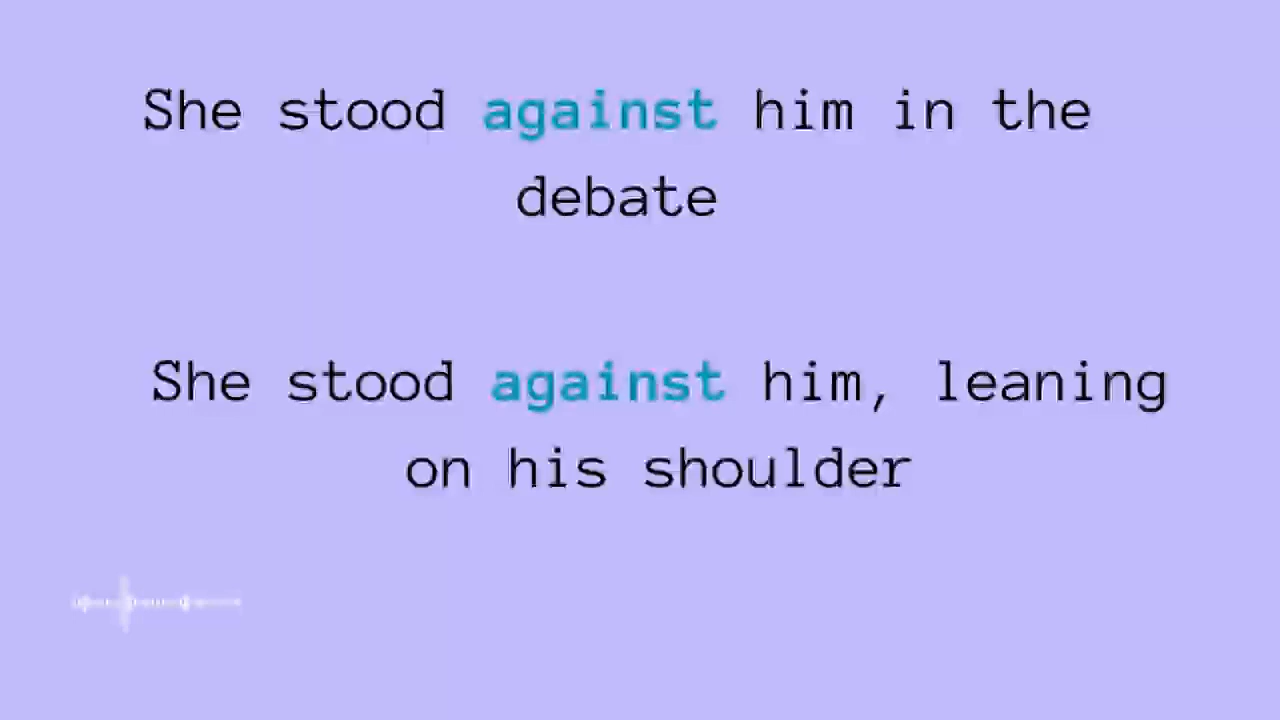 She stood against him in the
debate
She stood against him, leaning
on his shoulder